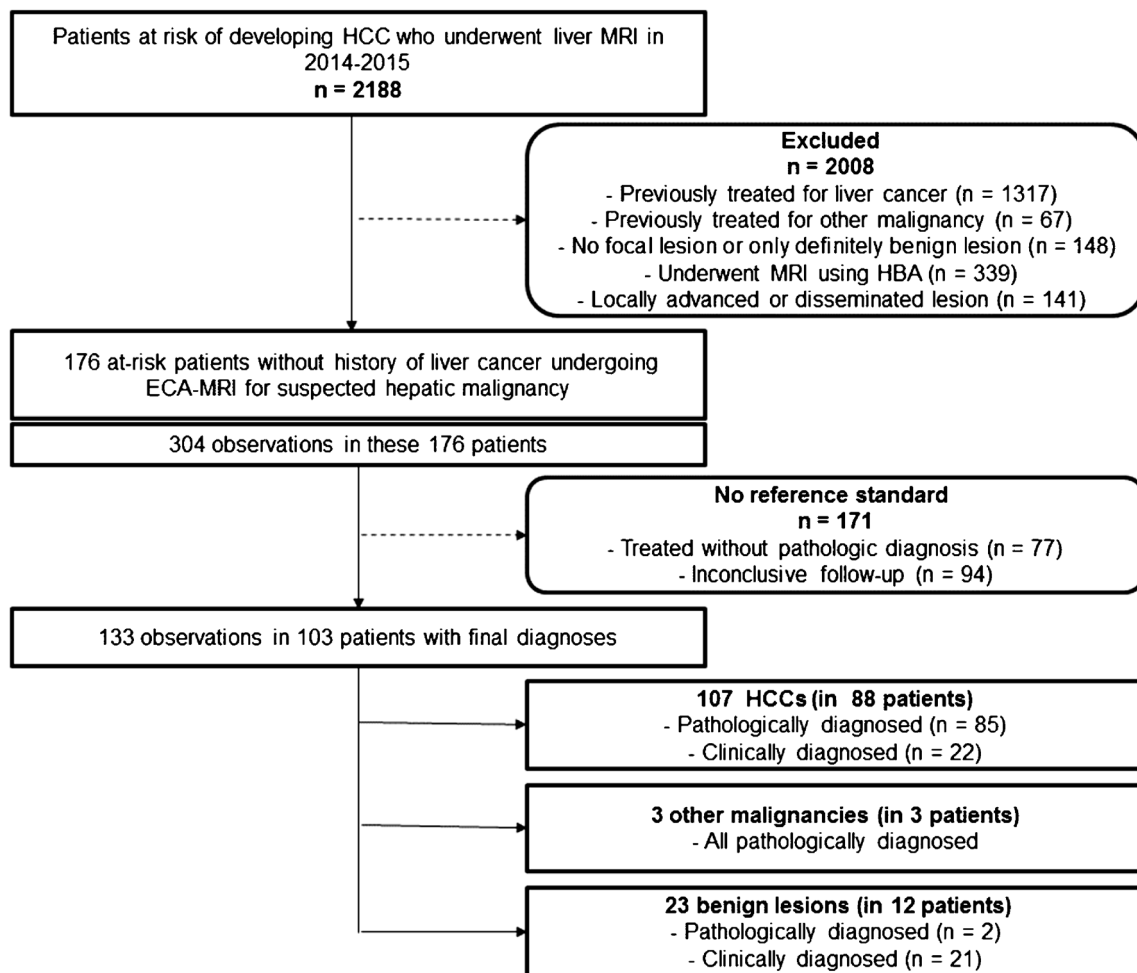 Patients at risk of developing HCC who underwent liver MRI in
2014-2015
n = 2188
Excluded
n = 2008
- Previously treated for liver cancer (n = 1317)
- Previously treated for other malignancy (n = 67)
- No focal lesion or only definitely benign lesion (n = 148)
- Underwent MRI using HBA (n = 339)
- Locally advanced or disseminated lesion (n = 141)
176 at-risk patients without history of liver cancer undergoing
ECA-MRI for suspected hepatic malignancy
304 observations in these 176 patients
No reference standard
n = 171
- Treated without pathologic diagnosis (n = 77)
- Inconclusive follow-up (n = 94)
133 observations in 103 patients with final diagnoses
107 HCCs (in 88 patients)
- Pathologically diagnosed (n = 85)
- Clinically diagnosed (n = 22)
3 other malignancies (in 3 patients)
- All pathologically diagnosed
23 benign lesions (in 12 patients)
- Pathologically diagnosed (n = 2)
- Clinically diagnosed (n = 21)